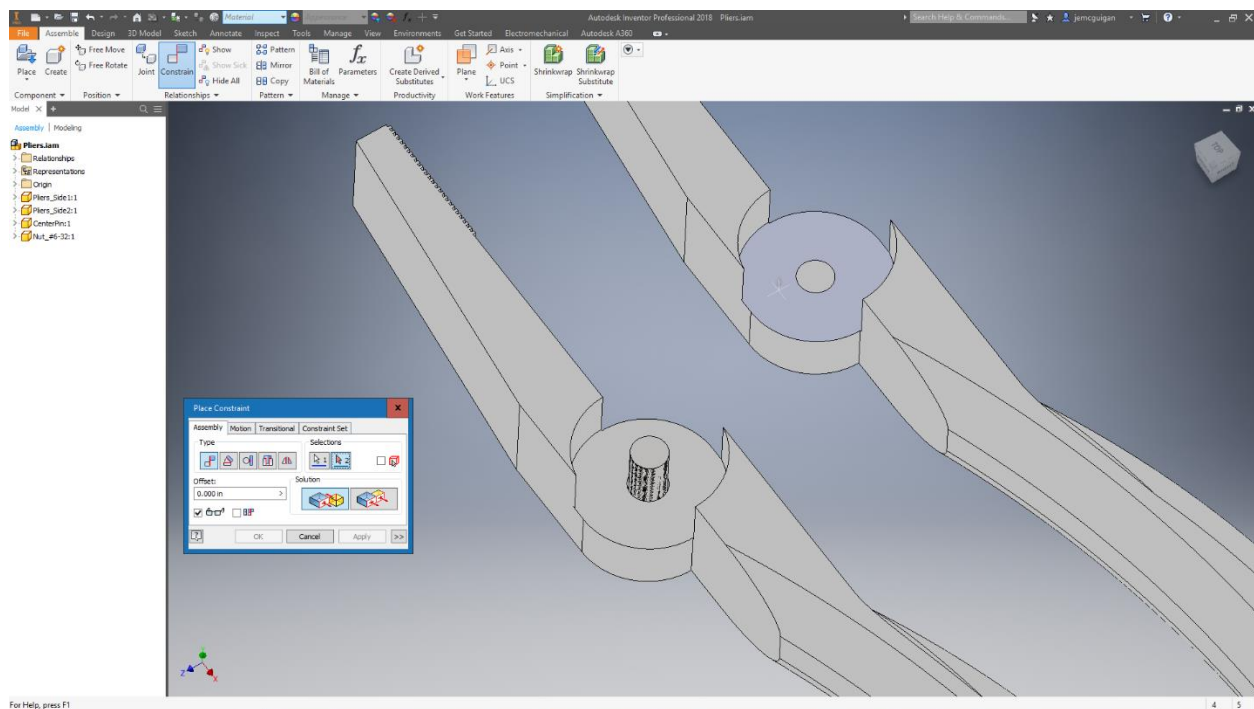 Material
Appearance
Autodesk Inventor Professional 2018 Pliers.iam
Search Help & Commands...
jemcguigan
File Assemble Design 3D Model Sketch Annotate Inspect Tools Manage View Environments Get Started Electromechanical Autodesk A360
Free Move Show Pattern Axis
Free Rotate Show Sick Mirror Point
Place Create Joint Constrain Hide All Copy Bill of Materials Parameters Create Derived Substitutes Plane UCS Shrinkwrap Shrinkwrap Substitute
Component Position Relationships Pattern Manage Productivity Work Features Simplification
Model
Assembly | Modeling
Pliers.iam
Relationships
Representations
Origin
Pliers_Side1:1
Pliers_Side2:1
CenterPin:1
Nut_#6-32:1
TOP
Place Constraint
Assembly Motion Transitional Constraint Set
Type Selections
1 2
Offset: Solution
0.000 in
OK Cancel Apply >>
Z X
For Help, press F1 4 5